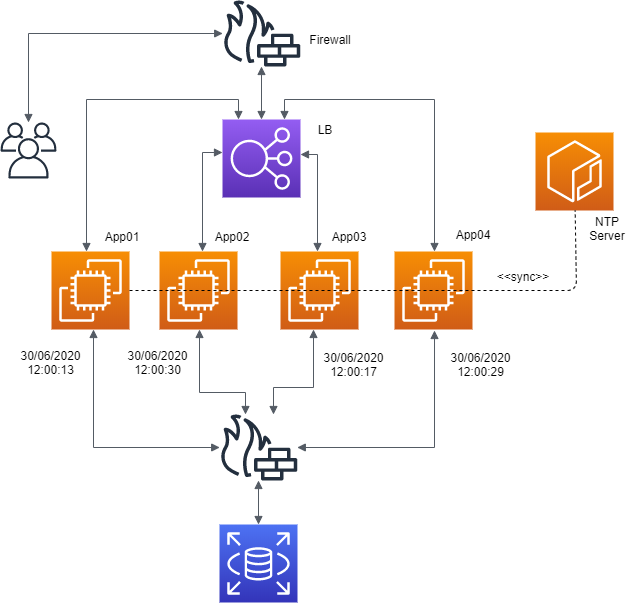 Firewall
LB
App01
App02
App03
App04
NTP
Server
<<sync>>
30/06/2020
12:00:13
30/06/2020
12:00:30
30/06/2020
12:00:17
30/06/2020
12:00:29